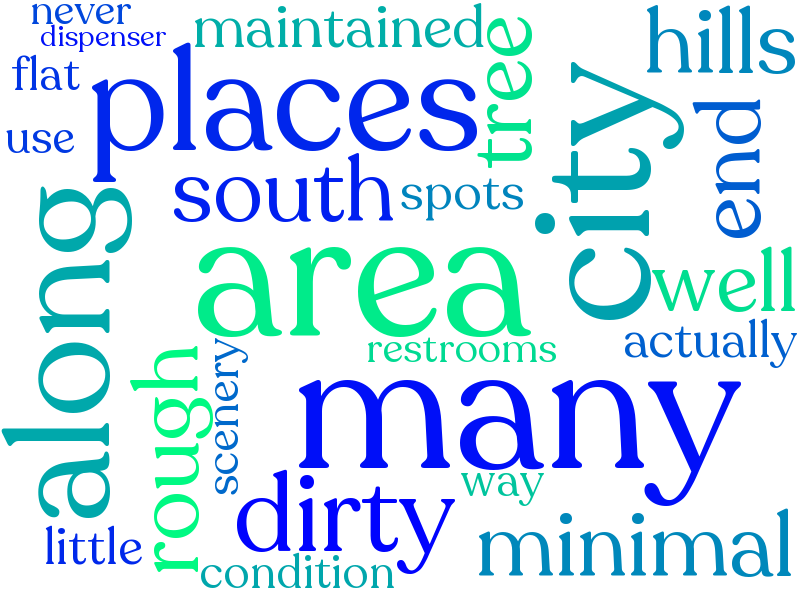 never
dispenser
maintained
tree
hills
flat
places
city
end
use
south
spots
along
area
well
restrooms
actually
rough
scenery
many
dirty
way
little
condition
minimal